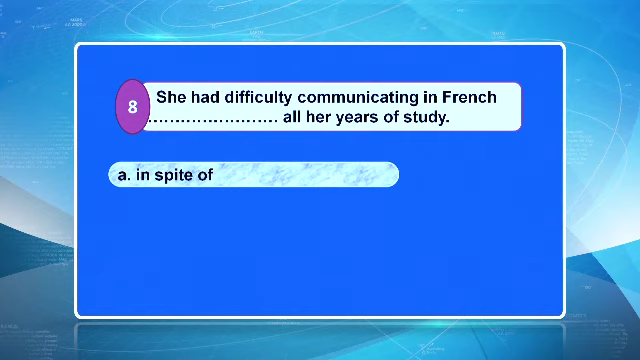 8
She had difficulty communicating in French
........................ all her years of study.
a. in spite of